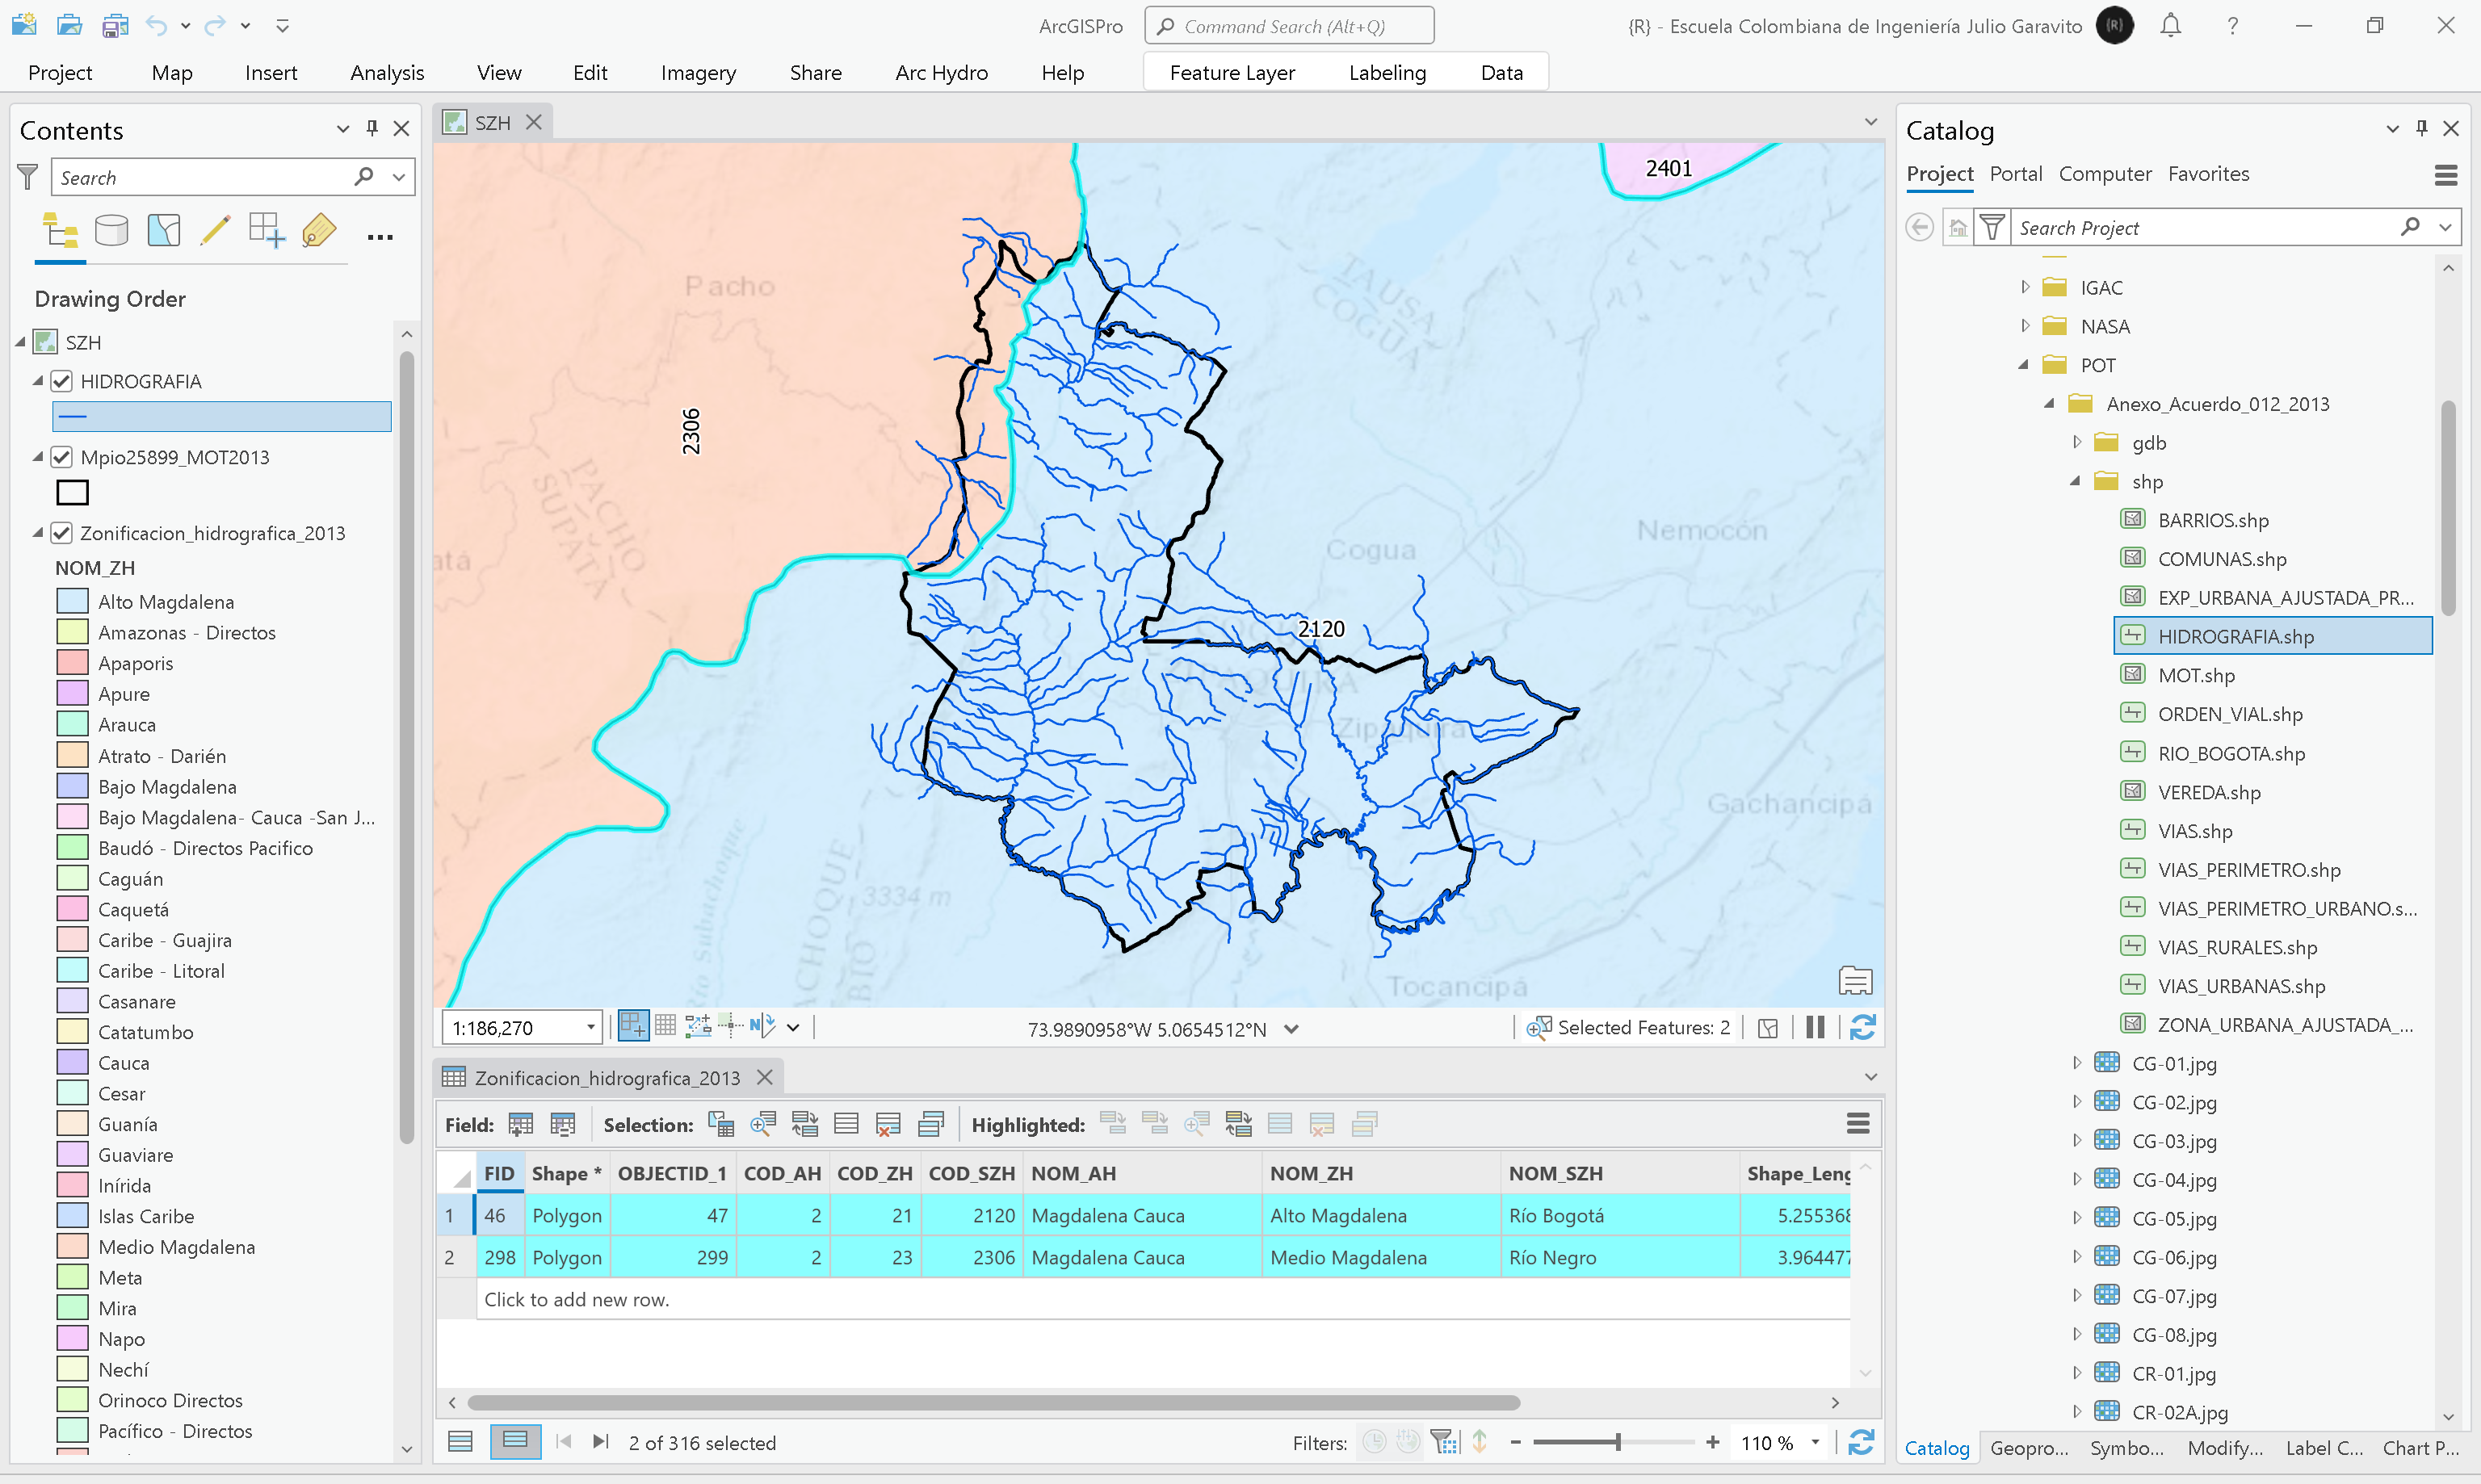 ArcGISPro
Command Search (Alt+Q)
{R} - Escuela Colombiana de Ingeniería Julio Garavito
{R}
?
Project Map Insert Analysis View Edit Imagery Share Arc Hydro Help Feature Layer Labeling Data
Contents
Search
Drawing Order
SZH
HIDROGRAFIA
Mpio25899_MOT2013
Zonificacion_hidrografica_2013
NOM_ZH
Alto Magdalena
Amazonas - Directos
Apaporis
Apure
Arauca
Atrato - Darién
Bajo Magdalena
Bajo Magdalena- Cauca -San J...
Baudó - Directos Pacifico
Caguán
Caquetá
Caribe - Guajira
Caribe - Litoral
Casanare
Catatumbo
Cauca
Cesar
Guanía
Guaviare
Inírida
Islas Caribe
Medio Magdalena
Meta
Mira
Napo
Nechí
Orinoco Directos
Pacífico - Directos
SZH
2401
Pacho
TAUSA
COGUA
2306
PACHO
SUPATÁ
atá
Cogua
Nemocón
2120
Zipaquirá
Gachancipá
Río Subachoque
3334 m
Tocancipá
1:186,270
73.9890958°W 5.0654512°N
Selected Features: 2
Zonificacion_hidrografica_2013
Field: Selection: Highlighted:
FID Shape * OBJECTID_1 COD_AH COD_ZH COD_SZH NOM_AH NOM_ZH NOM_SZH Shape_Leng
1 46 Polygon 47 2 21 2120 Magdalena Cauca Alto Magdalena Río Bogotá 5.255368
2 298 Polygon 299 2 23 2306 Magdalena Cauca Medio Magdalena Río Negro 3.964477
Click to add new row.
2 of 316 selected
Filters:
110 %
Catalog
Project Portal Computer Favorites
Search Project
IGAC
NASA
POT
Anexo_Acuerdo_012_2013
gdb
shp
BARRIOS.shp
COMUNAS.shp
EXP_URBANA_AJUSTADA_PR...
HIDROGRAFIA.shp
MOT.shp
ORDEN_VIAL.shp
RIO_BOGOTA.shp
VEREDA.shp
VIAS.shp
VIAS_PERIMETRO.shp
VIAS_PERIMETRO_URBANO.s...
VIAS_RURALES.shp
VIAS_URBANAS.shp
ZONA_URBANA_AJUSTADA_...
CG-01.jpg
CG-02.jpg
CG-03.jpg
CG-04.jpg
CG-05.jpg
CG-06.jpg
CG-07.jpg
CG-08.jpg
CR-01.jpg
CR-02A.jpg
Catalog Geopro... Symbo... Modify... Label C... Chart P...